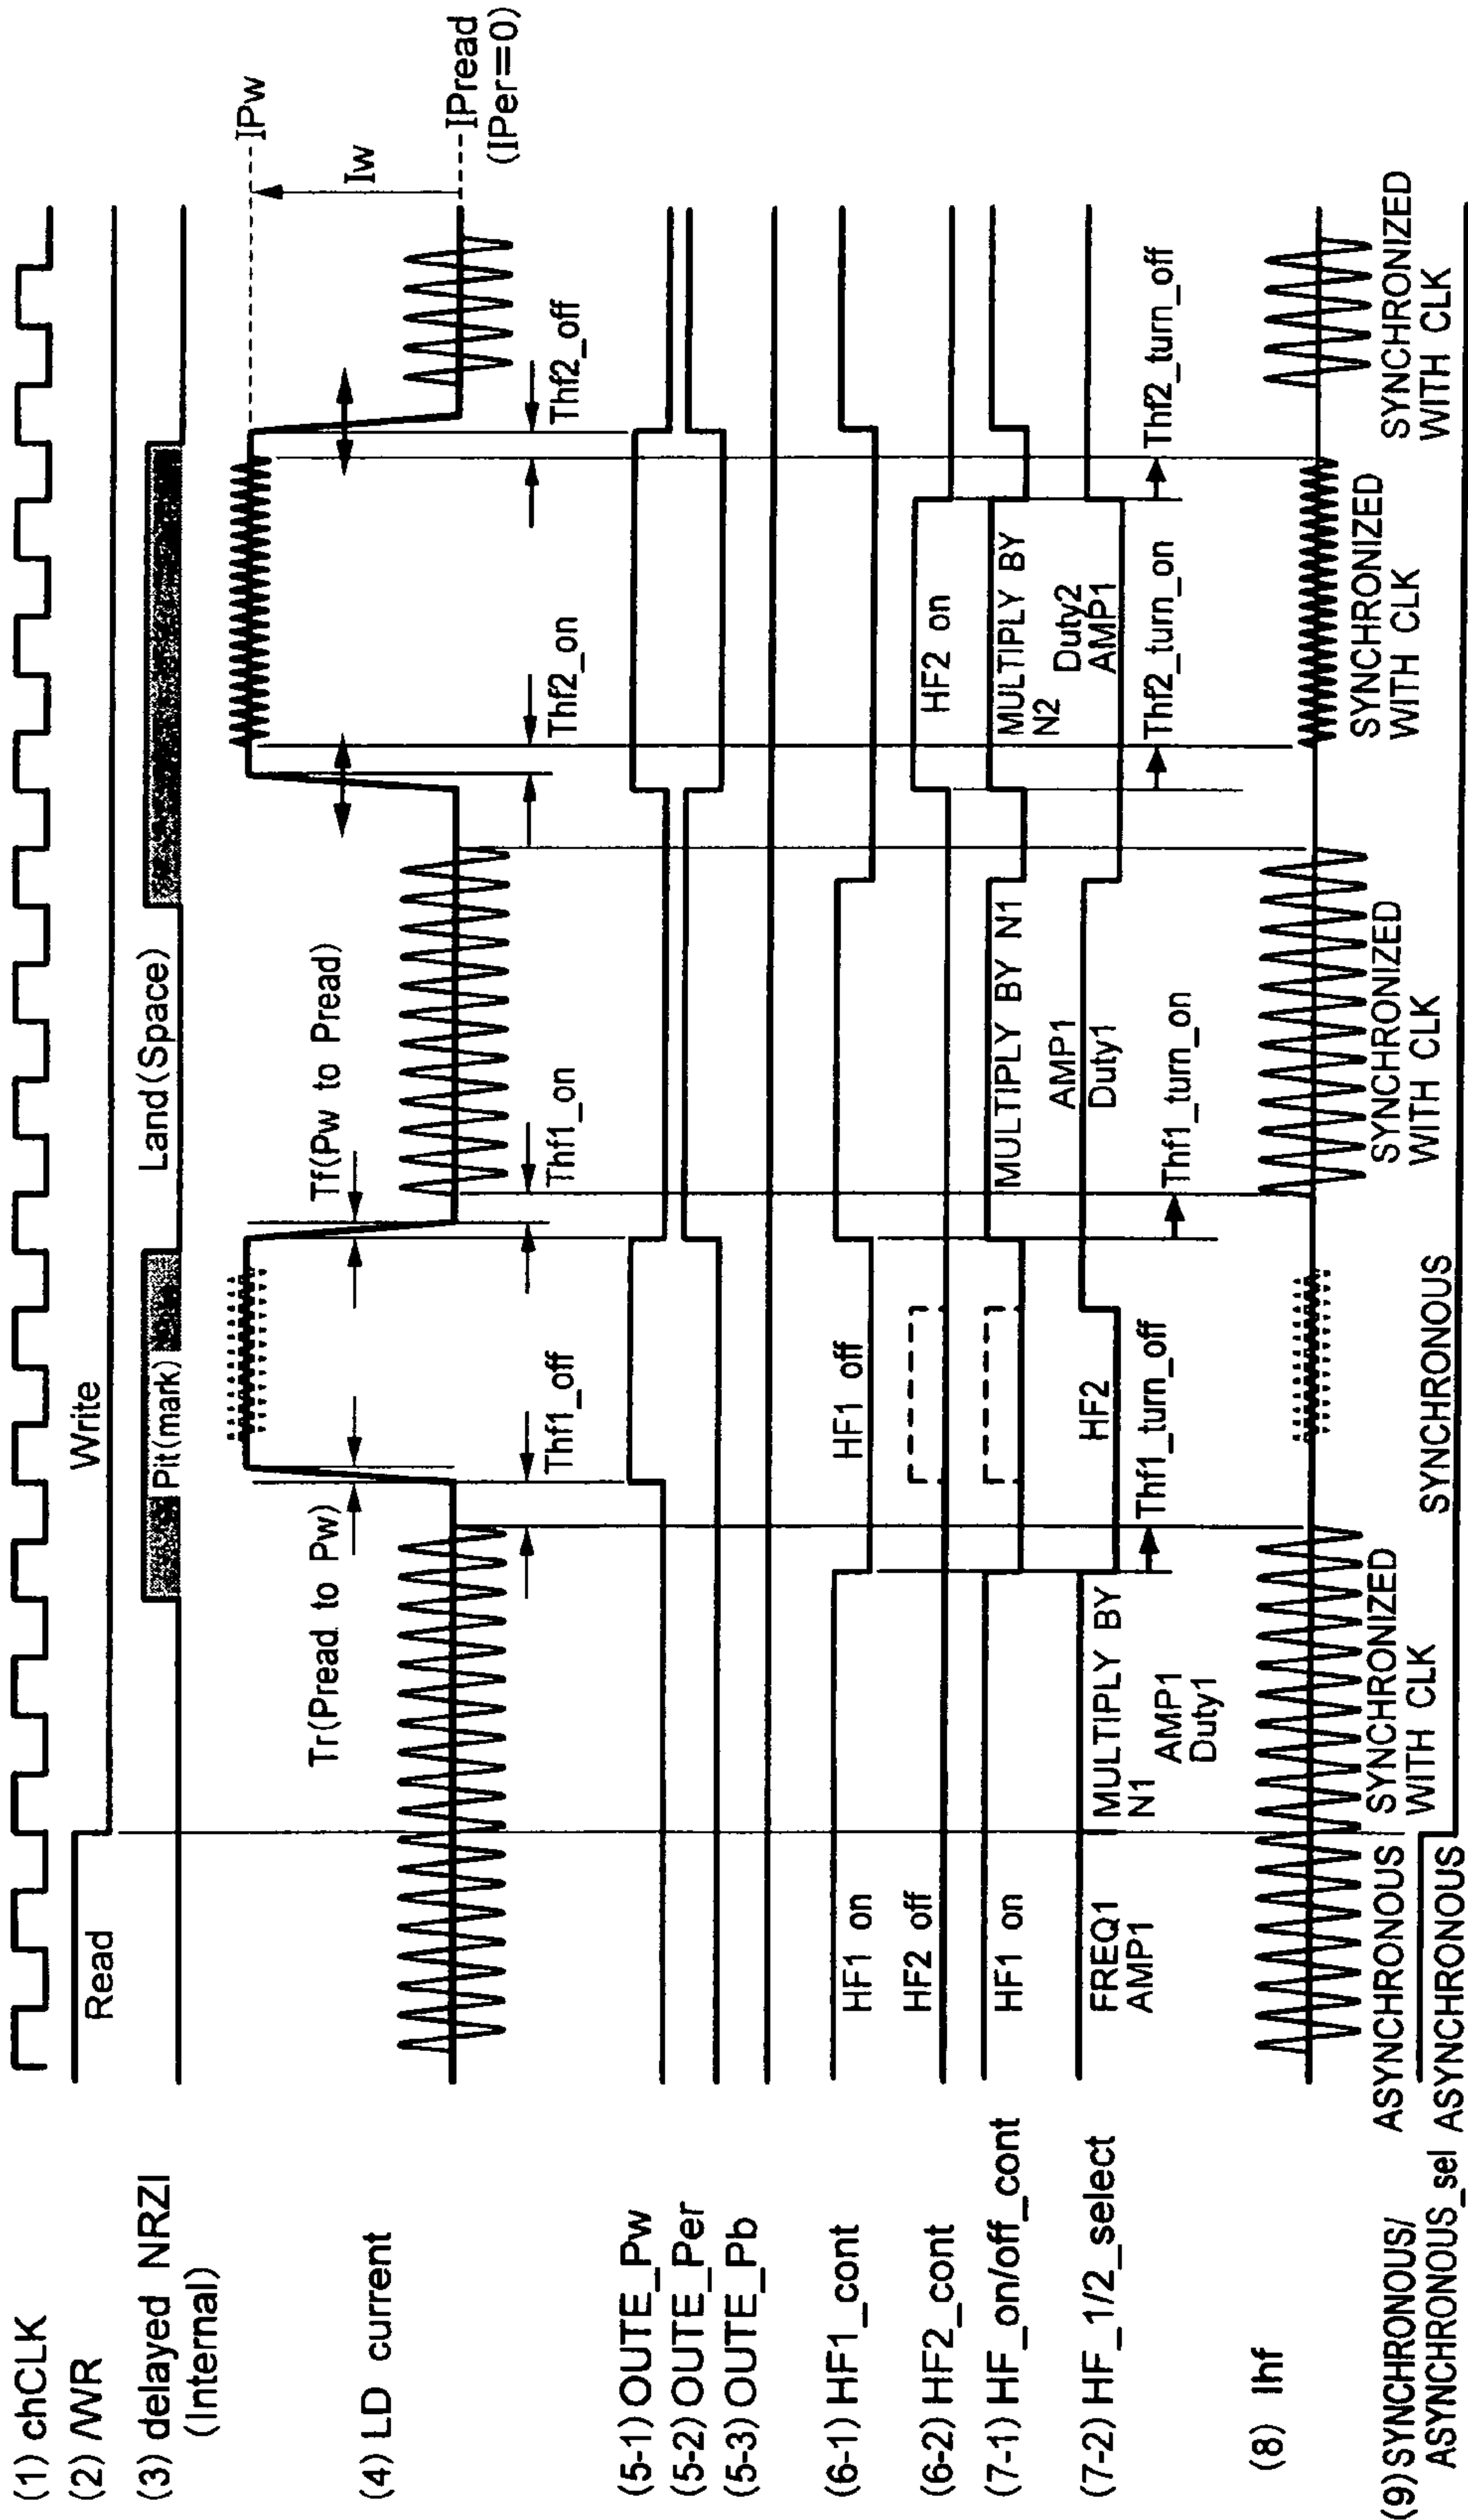 (1) chCLK
(2) /WR
Read
Write
(3) delayed NRZI
(Internal)
Pit(mark)
Land(Space)
(4) LD current
Tr(Pread to Pw)
Tf(Pw to Pread)
IPw
Iw
IPread
(IPer=0)
Thf1_off
Thf1_on
Thf2_on
Thf2_off
(5-1) OUTE_Pw
(5-2) OUTE_Per
(5-3) OUTE_Pb
(6-1) HF1_cont
HF1 on
HF1 off
(6-2) HF2_cont
HF2 off
HF2 on
(7-1) HF_on/off_cont
HF1 on
MULTIPLY BY N1
MULTIPLY BY
N2
(7-2) HF_1/2_select
FREQ1
AMP1
MULTIPLY BY
N1
AMP1
Duty1
HF2
AMP1
Duty1
Duty2
AMP1
Thf1_turn_off
Thf1_turn_on
Thf2_turn_on
Thf2_turn_off
(8) Ihf
ASYNCHRONOUS
SYNCHRONIZED
WITH CLK
SYNCHRONIZED
WITH CLK
SYNCHRONIZED
WITH CLK
SYNCHRONIZED
WITH CLK
(9)SYNCHRONOUS/
ASYNCHRONOUS_sel
ASYNCHRONOUS
SYNCHRONOUS